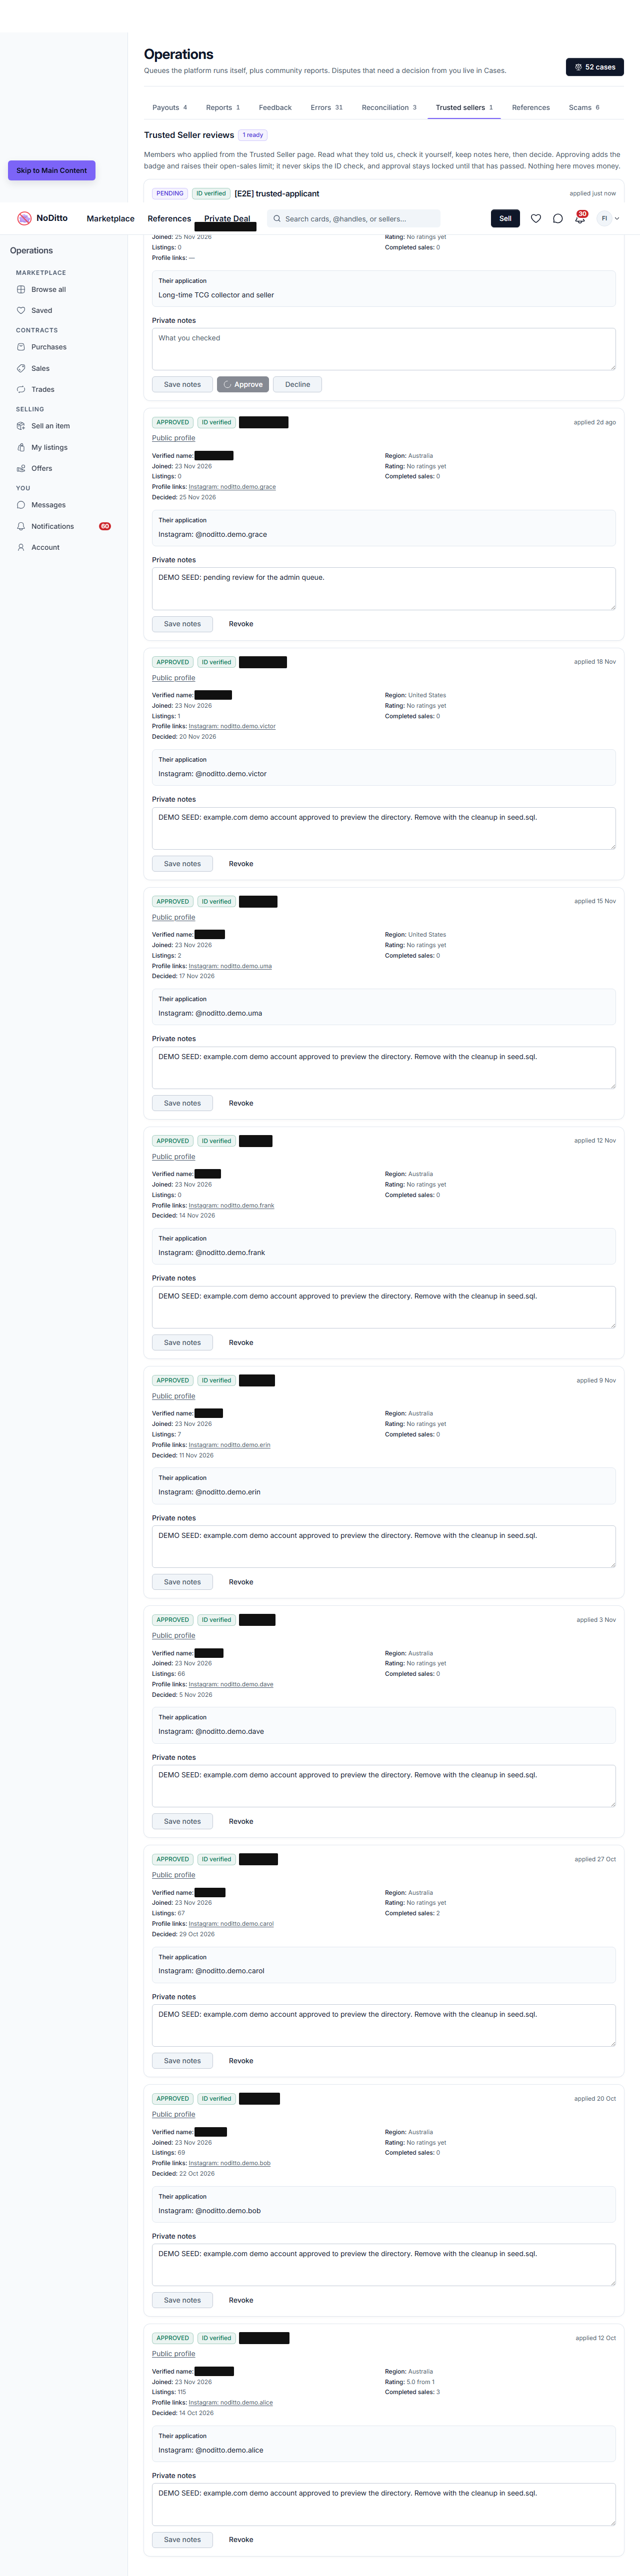 Operations
Queues the platform runs itself, plus community reports. Disputes that need a decision from you live in Cases.
52 cases
Payouts 4
Reports 1
Feedback
Errors 31
Reconciliation 3
Trusted sellers 1
References
Scams 6
Trusted Seller reviews 1 ready
Members who applied from the Trusted Seller page. Read what they told us, check it yourself, keep notes here, then decide. Approving adds the
badge and raises their open-sales limit; it never skips the ID check, and approval stays locked until that has passed. Nothing here moves money.
Skip to Main Content
PENDING ID verified [E2E] trusted-applicant applied just now
NoDitto Marketplace References Private Deal Search cards, @handles, or sellers... Sell 30 FI
Operations
MARKETPLACE
Browse all
Saved
CONTRACTS
Purchases
Sales
Trades
SELLING
Sell an item
My listings
Offers
YOU
Messages
Notifications 60
Account
Joined: 25 Nov 2026 Rating: No ratings yet
Listings: 0 Completed sales: 0
Profile links: —
Their application
Long-time TCG collector and seller
Private notes
What you checked
Save notes Approve Decline
APPROVED ID verified applied 2d ago
Public profile
Verified name: Region: Australia
Joined: 23 Nov 2026 Rating: No ratings yet
Listings: 0 Completed sales: 0
Profile links: Instagram: noditto.demo.grace
Decided: 25 Nov 2026
Their application
Instagram: @noditto.demo.grace
Private notes
DEMO SEED: pending review for the admin queue.
Save notes Revoke
APPROVED ID verified applied 18 Nov
Public profile
Verified name: Region: United States
Joined: 23 Nov 2026 Rating: No ratings yet
Listings: 1 Completed sales: 0
Profile links: Instagram: noditto.demo.victor
Decided: 20 Nov 2026
Their application
Instagram: @noditto.demo.victor
Private notes
DEMO SEED: example.com demo account approved to preview the directory. Remove with the cleanup in seed.sql.
Save notes Revoke
APPROVED ID verified applied 15 Nov
Public profile
Verified name: Region: United States
Joined: 23 Nov 2026 Rating: No ratings yet
Listings: 2 Completed sales: 0
Profile links: Instagram: noditto.demo.uma
Decided: 17 Nov 2026
Their application
Instagram: @noditto.demo.uma
Private notes
DEMO SEED: example.com demo account approved to preview the directory. Remove with the cleanup in seed.sql.
Save notes Revoke
APPROVED ID verified applied 12 Nov
Public profile
Verified name: Region: Australia
Joined: 23 Nov 2026 Rating: No ratings yet
Listings: 0 Completed sales: 0
Profile links: Instagram: noditto.demo.frank
Decided: 14 Nov 2026
Their application
Instagram: @noditto.demo.frank
Private notes
DEMO SEED: example.com demo account approved to preview the directory. Remove with the cleanup in seed.sql.
Save notes Revoke
APPROVED ID verified applied 9 Nov
Public profile
Verified name: Region: Australia
Joined: 23 Nov 2026 Rating: No ratings yet
Listings: 7 Completed sales: 0
Profile links: Instagram: noditto.demo.erin
Decided: 11 Nov 2026
Their application
Instagram: @noditto.demo.erin
Private notes
DEMO SEED: example.com demo account approved to preview the directory. Remove with the cleanup in seed.sql.
Save notes Revoke
APPROVED ID verified applied 3 Nov
Public profile
Verified name: Region: Australia
Joined: 23 Nov 2026 Rating: No ratings yet
Listings: 66 Completed sales: 0
Profile links: Instagram: noditto.demo.dave
Decided: 5 Nov 2026
Their application
Instagram: @noditto.demo.dave
Private notes
DEMO SEED: example.com demo account approved to preview the directory. Remove with the cleanup in seed.sql.
Save notes Revoke
APPROVED ID verified applied 27 Oct
Public profile
Verified name: Region: Australia
Joined: 23 Nov 2026 Rating: No ratings yet
Listings: 67 Completed sales: 2
Profile links: Instagram: noditto.demo.carol
Decided: 29 Oct 2026
Their application
Instagram: @noditto.demo.carol
Private notes
DEMO SEED: example.com demo account approved to preview the directory. Remove with the cleanup in seed.sql.
Save notes Revoke
APPROVED ID verified applied 20 Oct
Public profile
Verified name: Region: Australia
Joined: 23 Nov 2026 Rating: No ratings yet
Listings: 69 Completed sales: 0
Profile links: Instagram: noditto.demo.bob
Decided: 22 Oct 2026
Their application
Instagram: @noditto.demo.bob
Private notes
DEMO SEED: example.com demo account approved to preview the directory. Remove with the cleanup in seed.sql.
Save notes Revoke
APPROVED ID verified applied 12 Oct
Public profile
Verified name: Region: Australia
Joined: 23 Nov 2026 Rating: 5.0 from 1
Listings: 115 Completed sales: 3
Profile links: Instagram: noditto.demo.alice
Decided: 14 Oct 2026
Their application
Instagram: @noditto.demo.alice
Private notes
DEMO SEED: example.com demo account approved to preview the directory. Remove with the cleanup in seed.sql.
Save notes Revoke